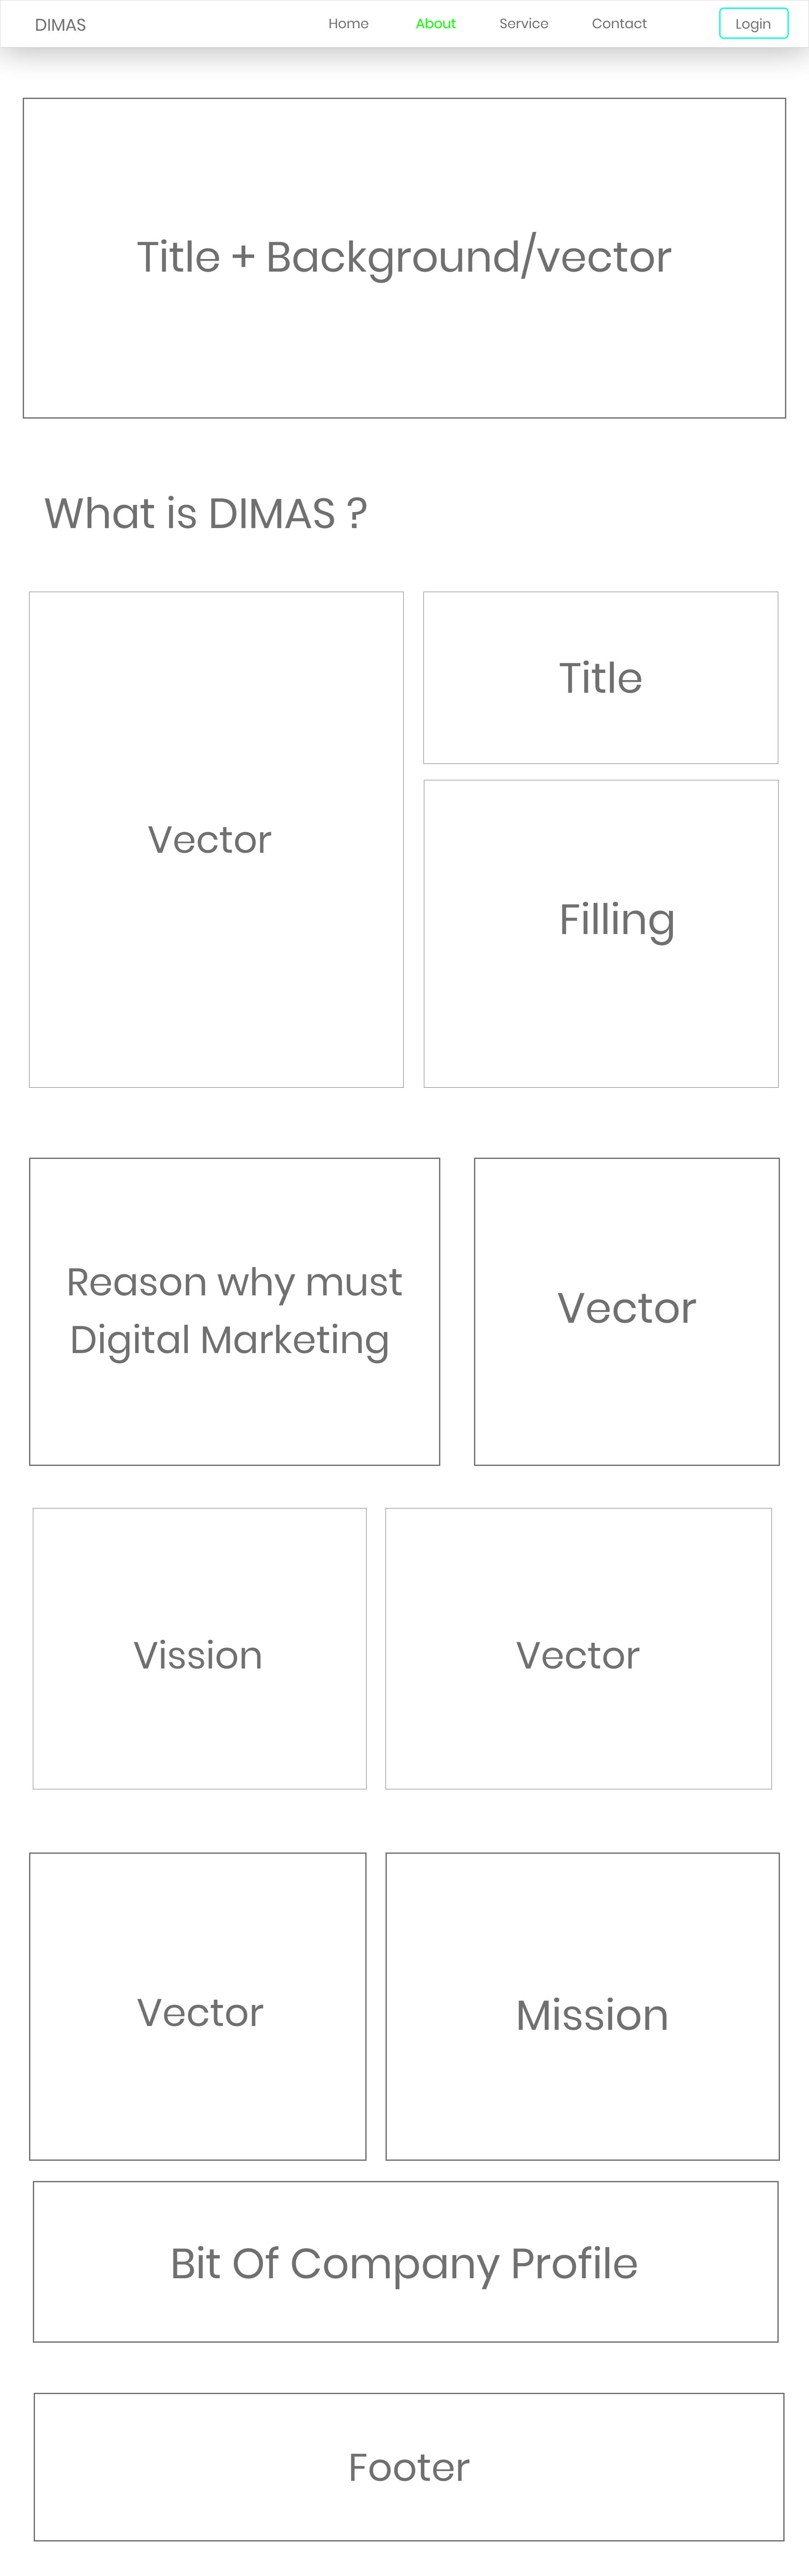 DIMAS
Home
About
Service
Contact
Login
Title + Background/vector
What is DIMAS ?
Vector
Title
Filling
Reason why must
Digital Marketing
Vector
Vission
Vector
Vector
Mission
Bit Of Company Profile
Footer